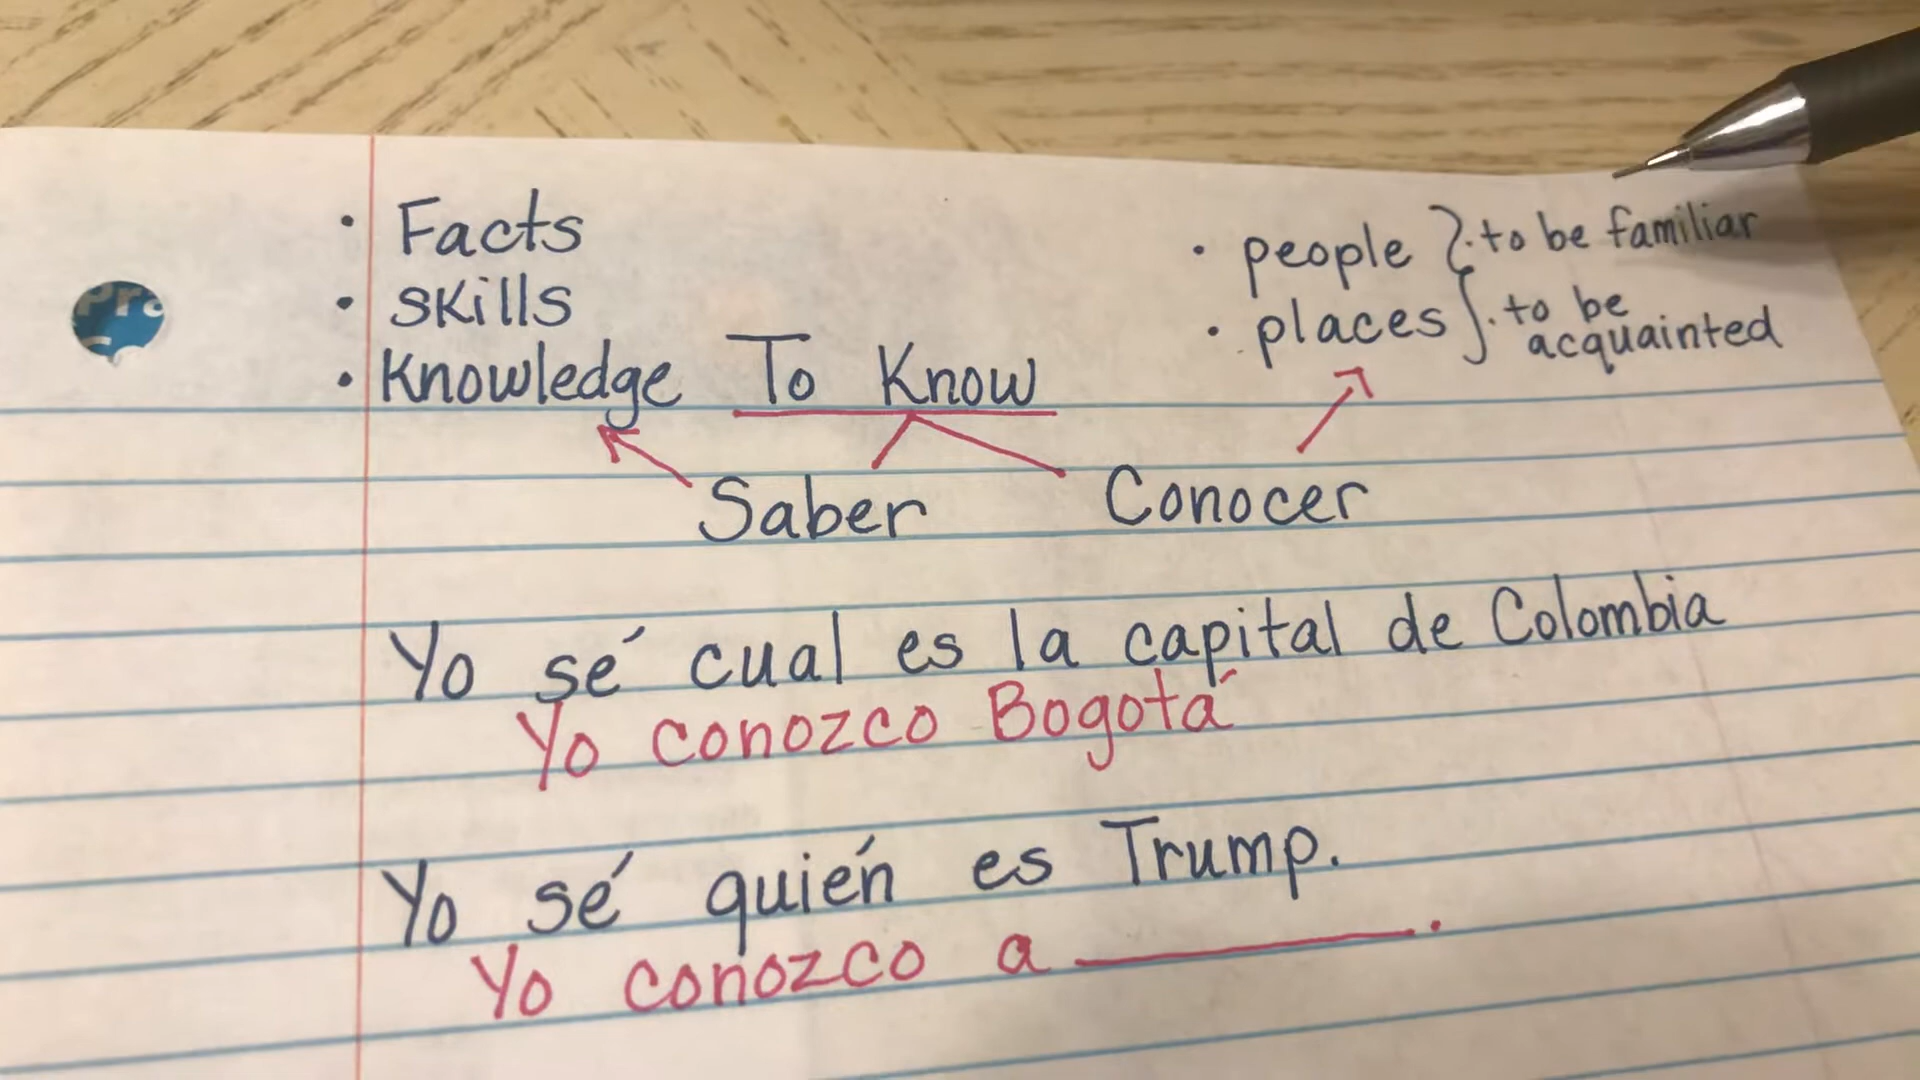 • Facts
• Skills
• Knowledge
To Know
• people } • to be familiar
• places } • to be
acquainted
Saber
Conocer
Yo sé cual es la capital de Colombia
Yo conozco Bogotá
Yo sé quién es Trump.
Yo conozco a ________.